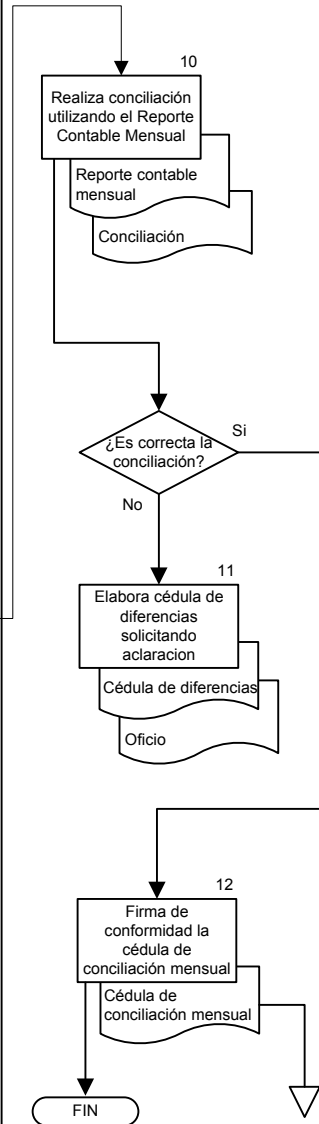 10
Realiza conciliación
utilizando el Reporte
Contable Mensual
Reporte contable
mensual
Conciliación
¿Es correcta la
conciliación?
Si
No
11
Elabora cédula de
diferencias
solicitando
aclaracion
Cédula de diferencias
Oficio
12
Firma de
conformidad la
cédula de
conciliación mensual
Cédula de
conciliación mensual
FIN